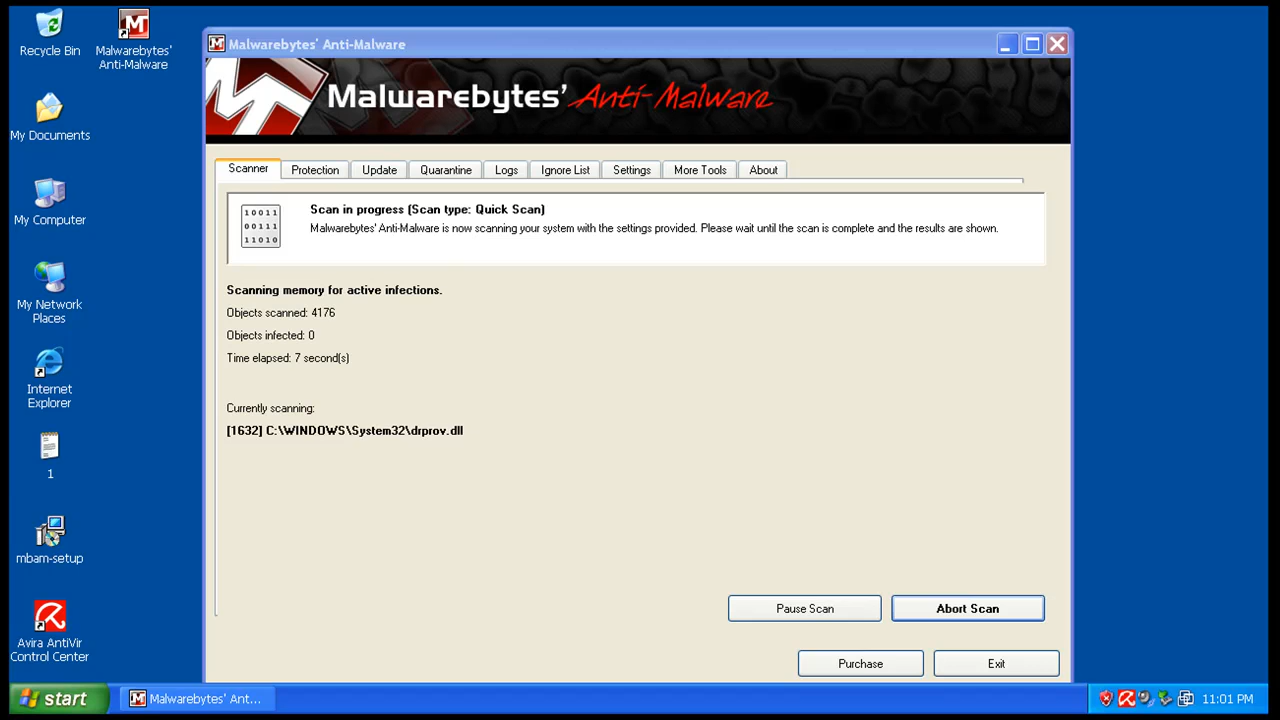 Recycle Bin
Malwarebytes'
Anti-Malware
My Documents
My Computer
My Network
Places
Internet
Explorer
1
mbam-setup
Avira AntiVir
Control Center
Malwarebytes' Anti-Malware
Malwarebytes' Anti-Malware
Scanner
Protection
Update
Quarantine
Logs
Ignore List
Settings
More Tools
About
10011
00111
11010
Scan in progress (Scan type: Quick Scan)
Malwarebytes' Anti-Malware is now scanning your system with the settings provided. Please wait until the scan is complete and the results are shown.
Scanning memory for active infections.
Objects scanned: 4176
Objects infected: 0
Time elapsed: 7 second(s)
Currently scanning:
[1632] C:\WINDOWS\System32\drprov.dll
Pause Scan
Abort Scan
Purchase
Exit
start
Malwarebytes' Ant...
11:01 PM